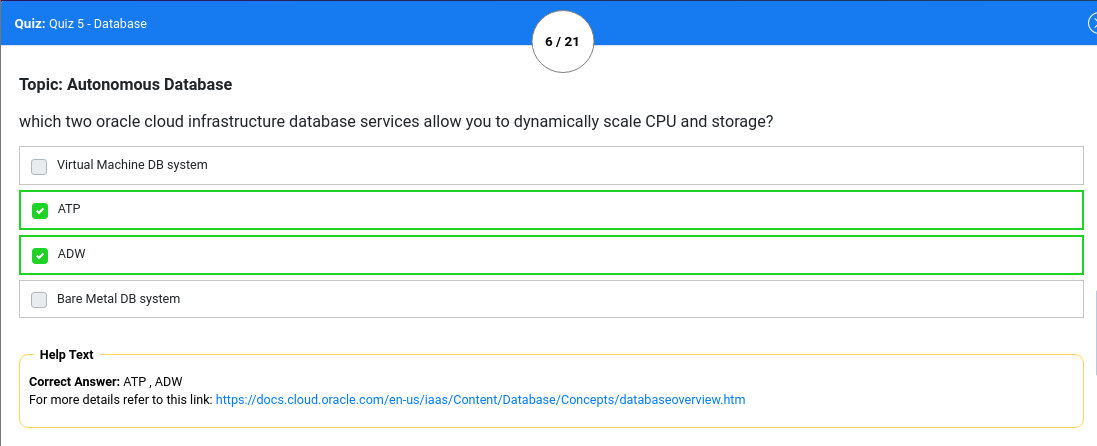 Quiz: Quiz 5 - Database
6 / 21
Topic: Autonomous Database
which two oracle cloud infrastructure database services allow you to dynamically scale CPU and storage?
Virtual Machine DB system
ATP
ADW
Bare Metal DB system
Help Text
Correct Answer: ATP , ADW
For more details refer to this link: https://docs.cloud.oracle.com/en-us/iaas/Content/Database/Concepts/databaseoverview.htm